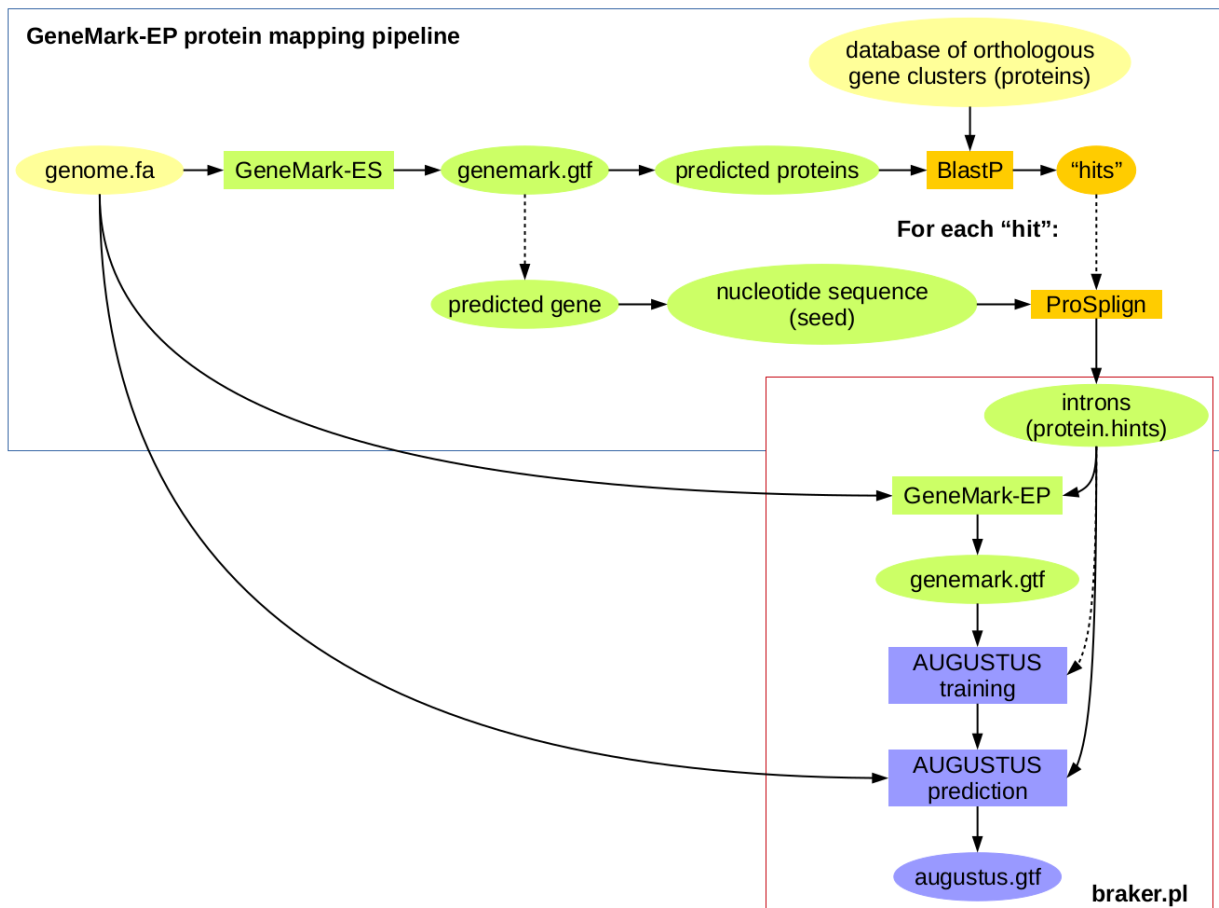 GeneMark-EP protein mapping pipeline
database of orthologous
gene clusters (proteins)
genome.fa
GeneMark-ES
genemark.gtf
predicted proteins
BlastP
“hits”
For each “hit”:
predicted gene
nucleotide sequence
(seed)
ProSplign
introns
(protein.hints)
GeneMark-EP
genemark.gtf
AUGUSTUS
training
AUGUSTUS
prediction
augustus.gtf
braker.pl